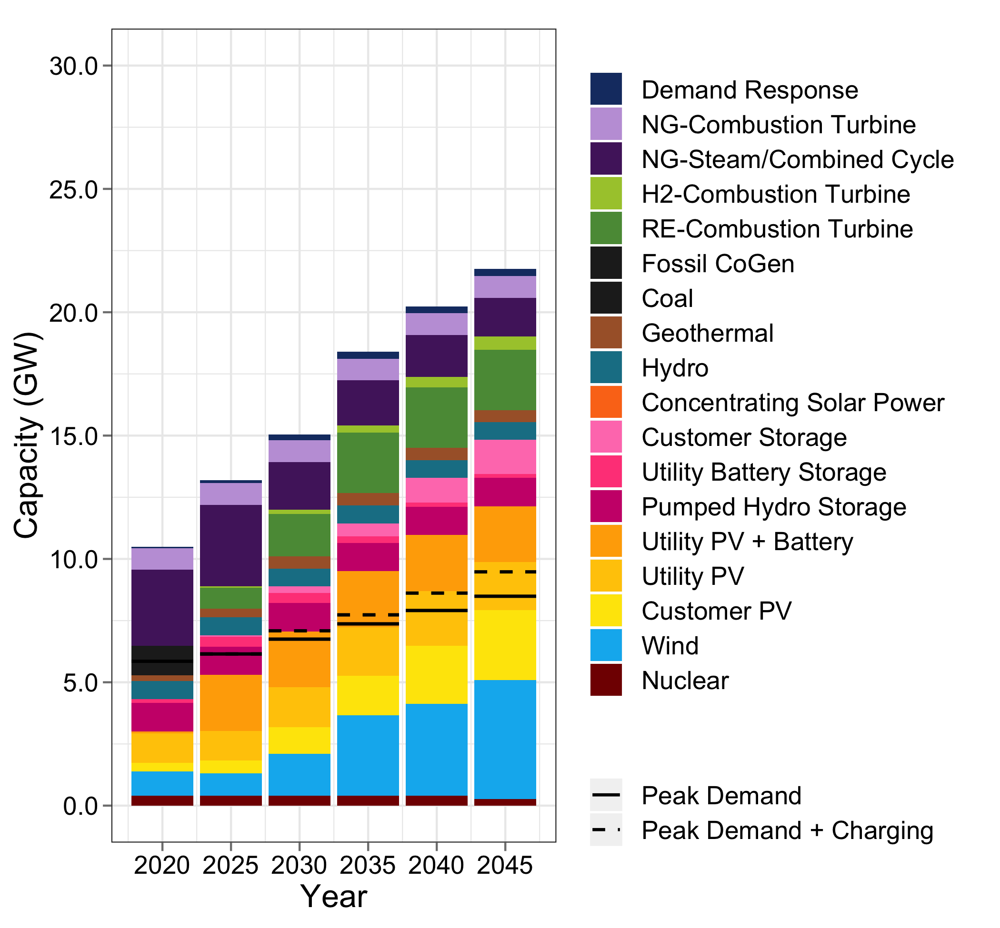 30.0
25.0
20.0
15.0
10.0
5.0
0.0
Capacity (GW)
2020 2025 2030 2035 2040 2045
Year
Demand Response
NG-Combustion Turbine
NG-Steam/Combined Cycle
H2-Combustion Turbine
RE-Combustion Turbine
Fossil CoGen
Coal
Geothermal
Hydro
Concentrating Solar Power
Customer Storage
Utility Battery Storage
Pumped Hydro Storage
Utility PV + Battery
Utility PV
Customer PV
Wind
Nuclear
Peak Demand
Peak Demand + Charging